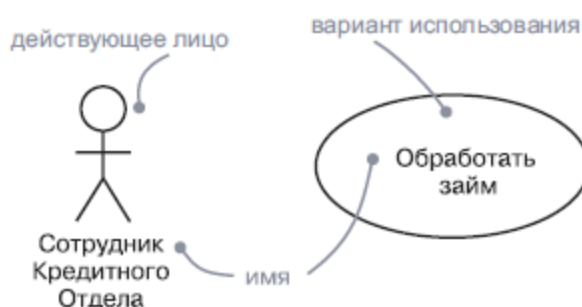 действующее лицо
вариант использования
Обработать
займ
Сотрудник
Кредитного
Отдела
имя